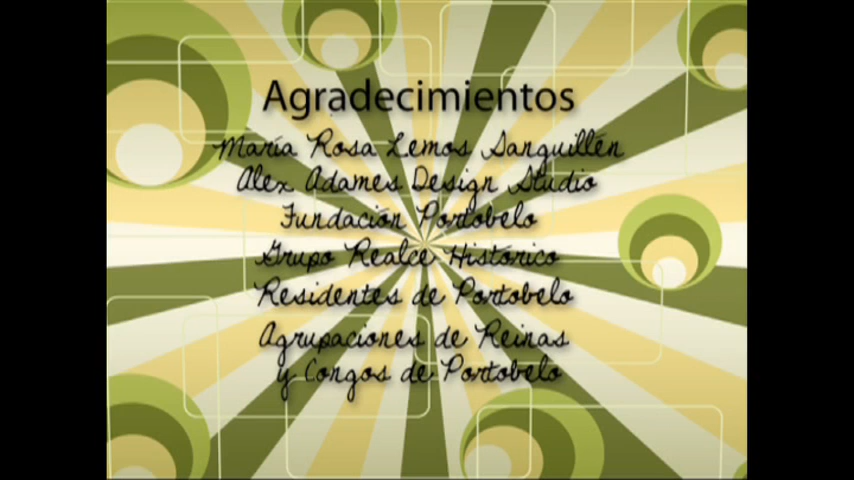 Agradecimientos
María Rosa Lemos Sanguillén
Alex Adames Design Studio
Fundación Portobelo
Grupo Realce Histórico
Residentes de Portobelo
Agrupaciones de Reinas
y Congos de Portobelo